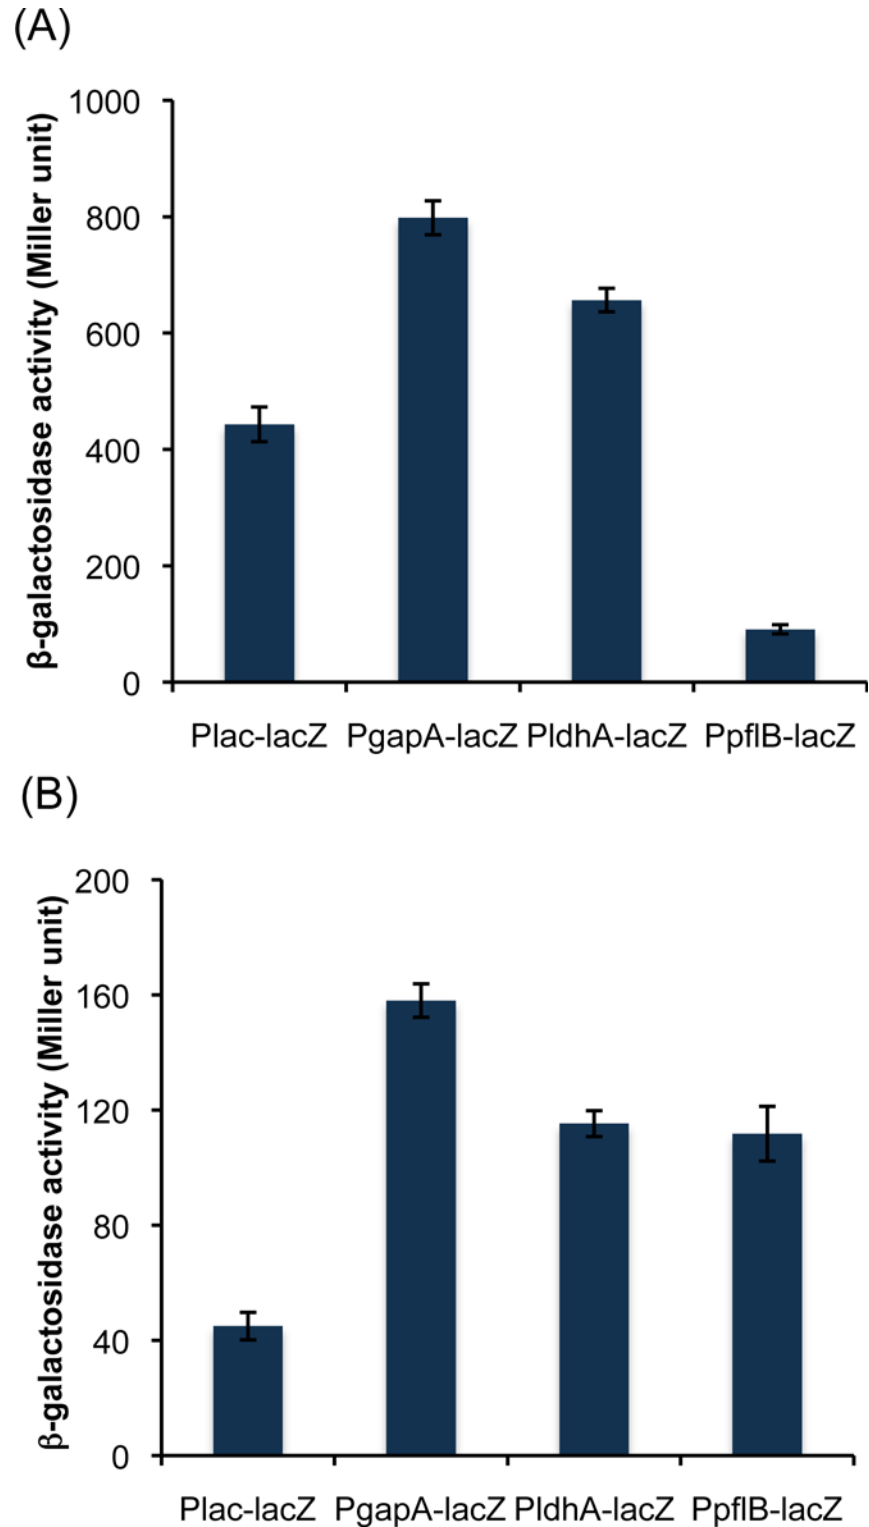 (A)
β-galactosidase activity (Miller unit)
1000
800
600
400
200
0
Plac-lacZ PgapA-lacZ PldhA-lacZ PpflB-lacZ
(B)
β-galactosidase activity (Miller unit)
200
160
120
80
40
0
Plac-lacZ PgapA-lacZ PldhA-lacZ PpflB-lacZ